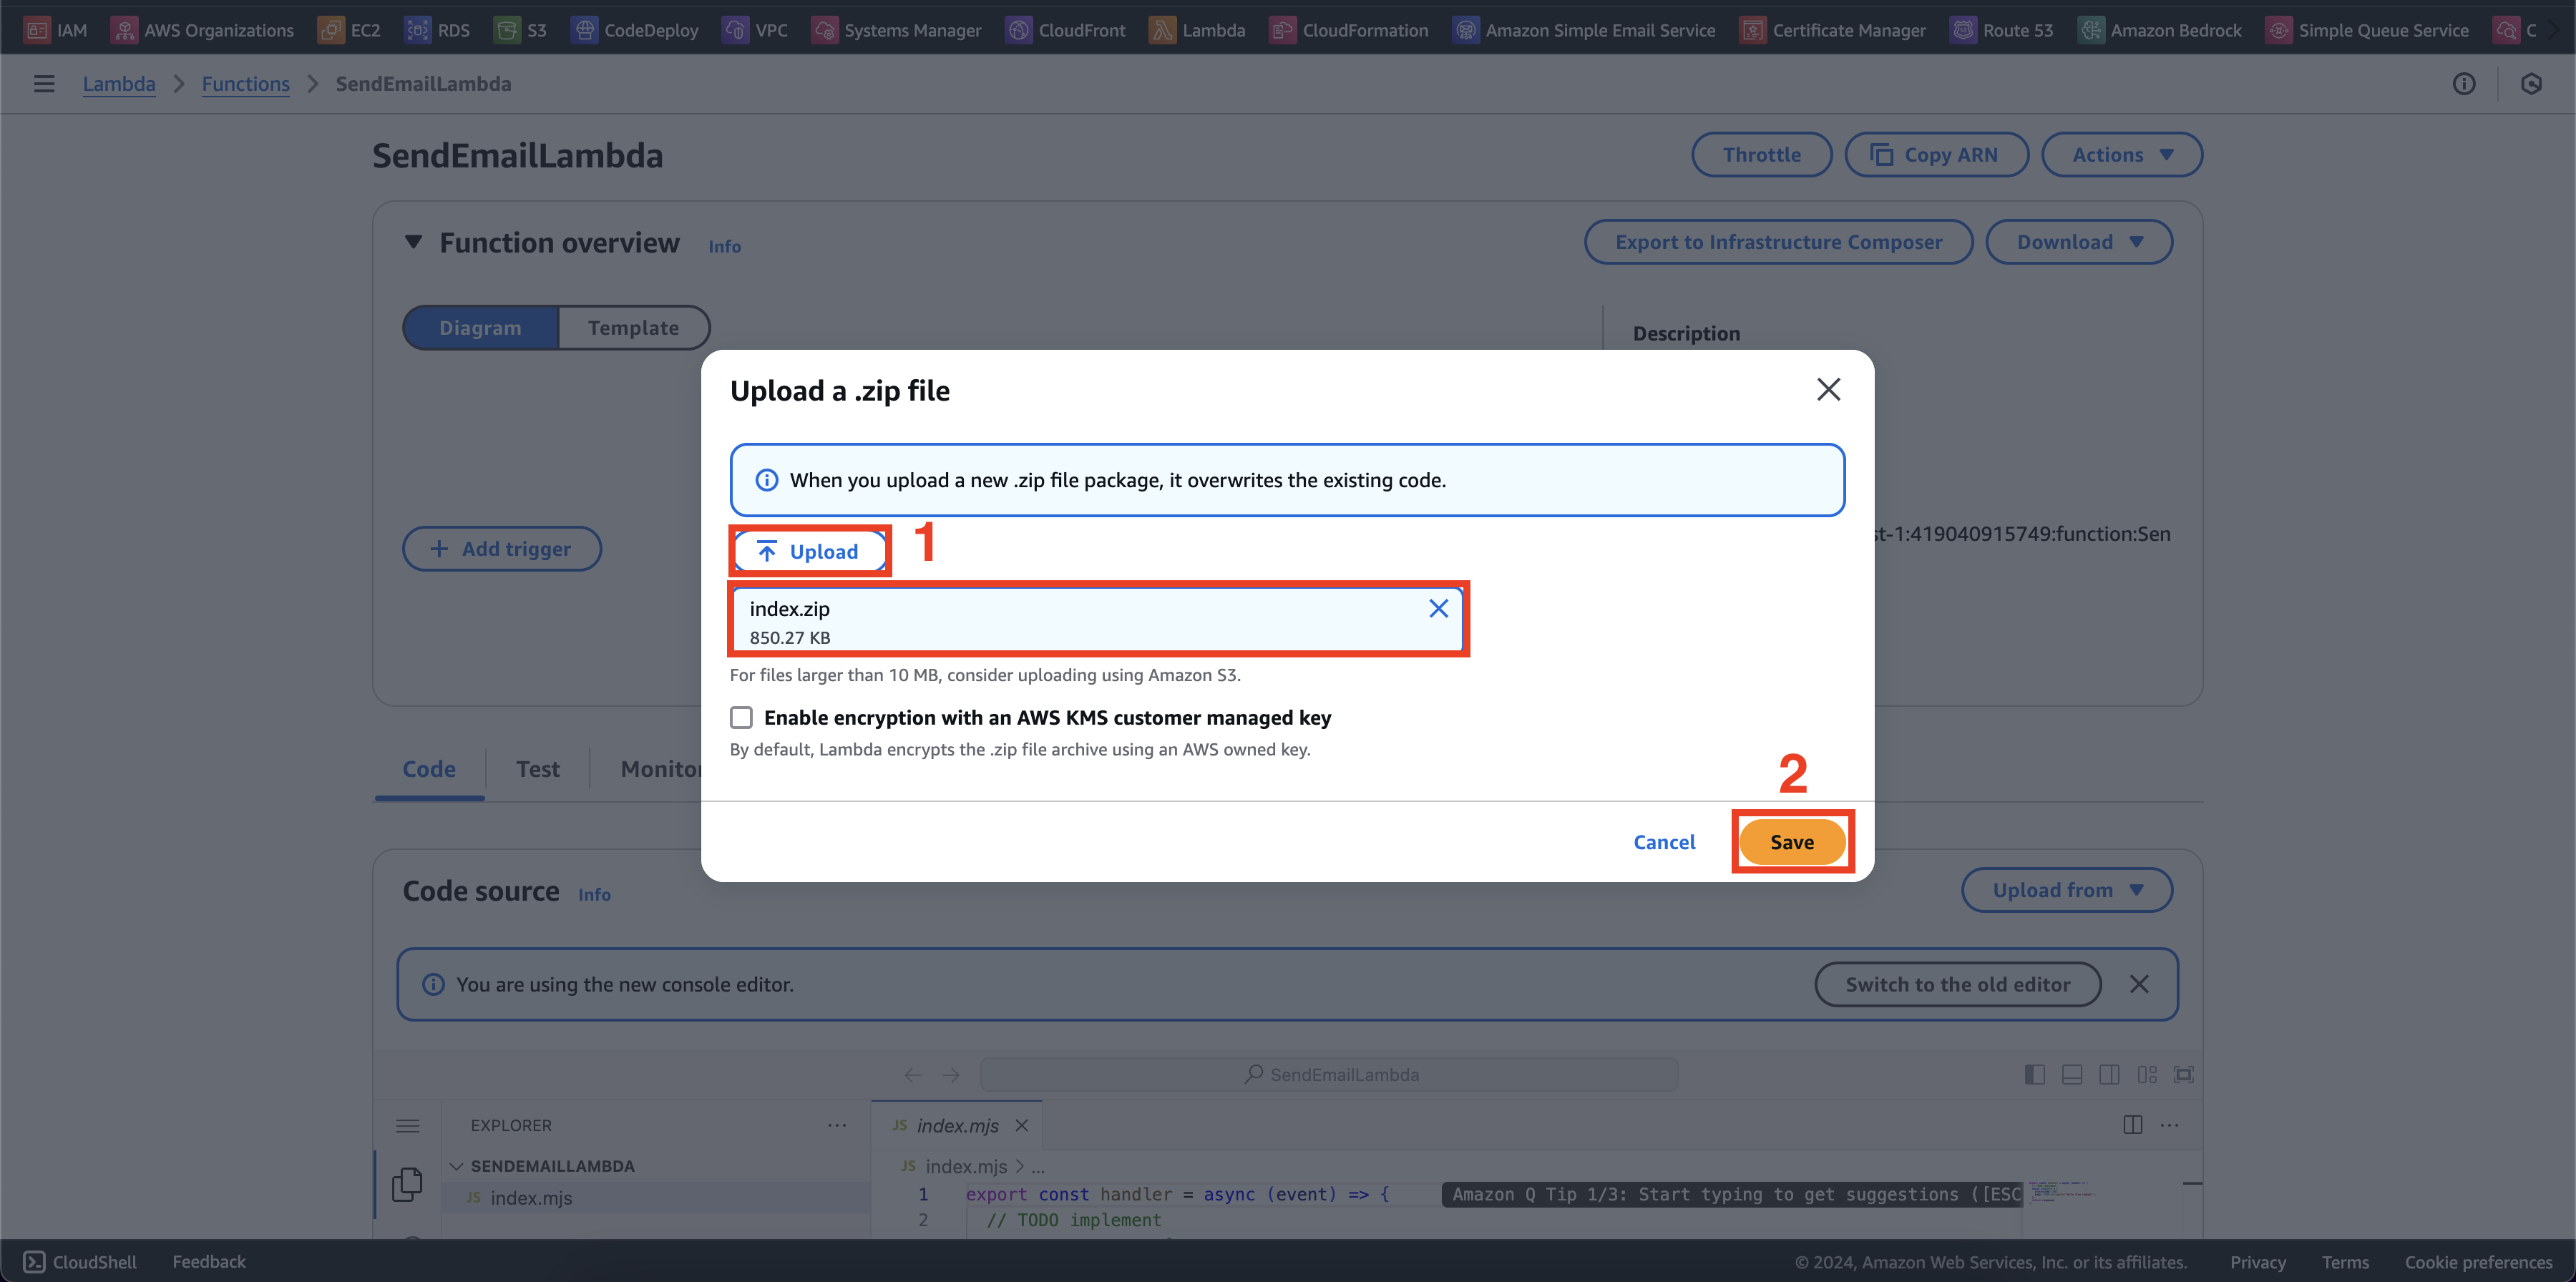 IAM AWS Organizations EC2 RDS S3 CodeDeploy VPC Systems Manager CloudFront Lambda CloudFormation Amazon Simple Email Service Certificate Manager Route 53 Amazon Bedrock Simple Queue Service C
Lambda > Functions > SendEmailLambda
SendEmailLambda
Throttle Copy ARN Actions
Function overview Info
Export to Infrastructure Composer Download
Diagram Template
Description
Upload a .zip file
When you upload a new .zip file package, it overwrites the existing code.
Upload 1
+ Add trigger
st-1:419040915749:function:Sen
index.zip
850.27 KB
For files larger than 10 MB, consider uploading using Amazon S3.
Enable encryption with an AWS KMS customer managed key
By default, Lambda encrypts the .zip file archive using an AWS owned key.
Code Test Monitor
2
Cancel Save
Code source Info
Upload from
You are using the new console editor.
Switch to the old editor
SendEmailLambda
EXPLORER ...
JS index.mjs
SENDEMAILLAMBDA
JS index.mjs > ...
JS index.mjs
1 export const handler = async (event) => {
Amazon Q Tip 1/3: Start typing to get suggestions ([ESC
2 // TODO implement
CloudShell Feedback
© 2024, Amazon Web Services, Inc. or its affiliates. Privacy Terms Cookie preferences